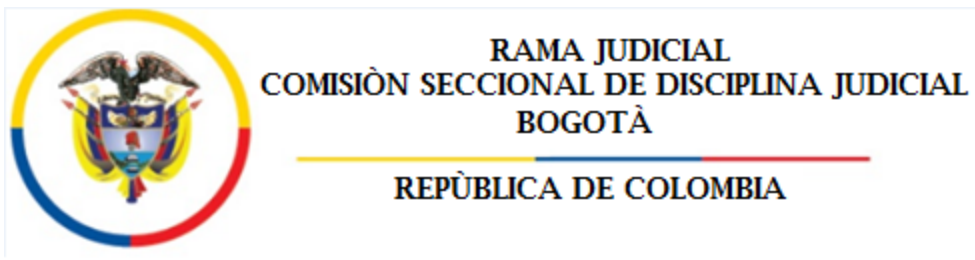 RAMA JUDICIAL
COMISIÒN SECCIONAL DE DISCIPLINA JUDICIAL
BOGOTÀ
REPÙBLICA DE COLOMBIA